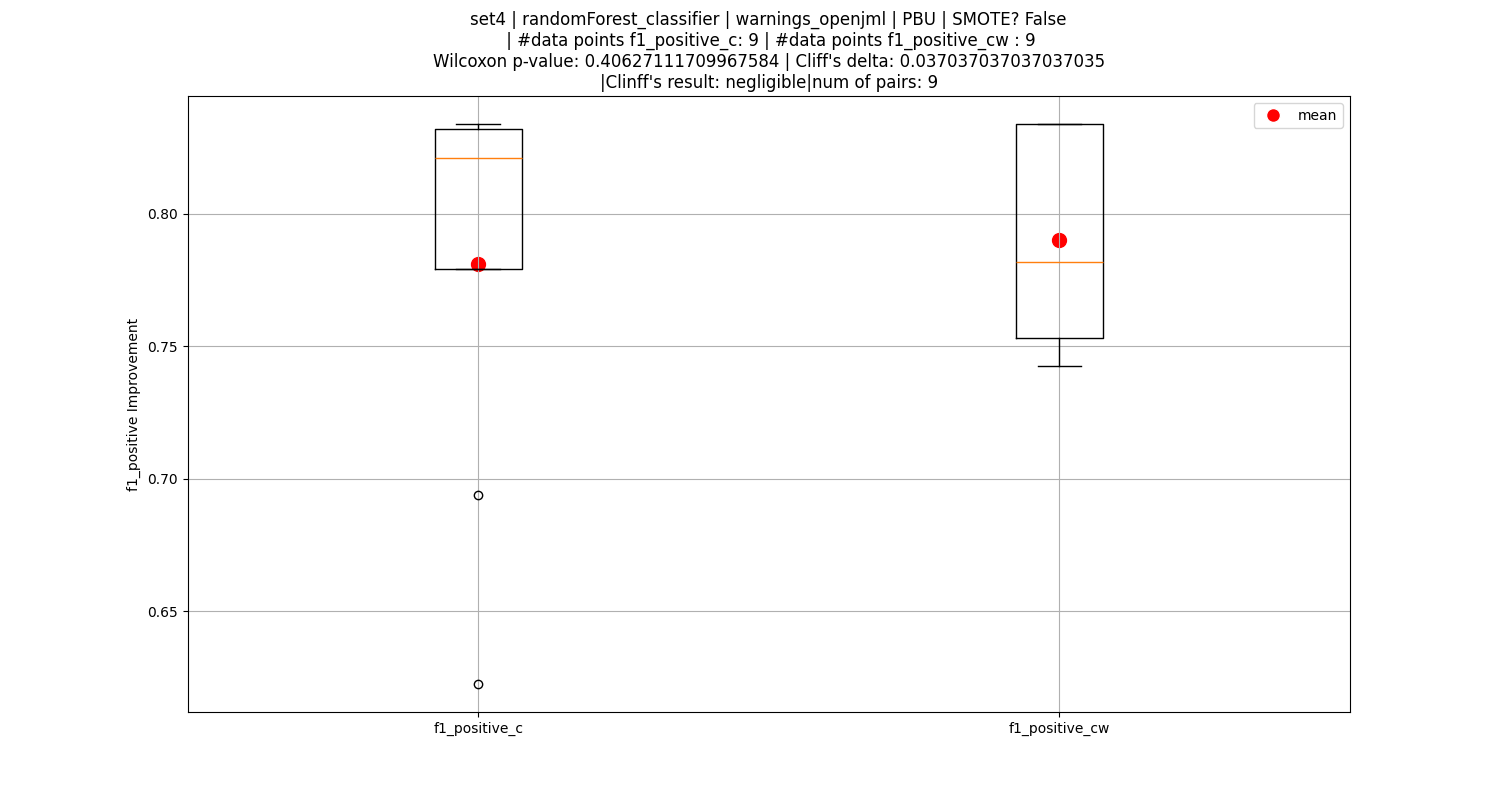 set4 | randomForest_classifier | warnings_openjml | PBU | SMOTE? False
| #data points f1_positive_c: 9 | #data points f1_positive_cw : 9
Wilcoxon p-value: 0.40627111709967584 | Cliff's delta: 0.037037037037037035
|Clinff's result: negligible|num of pairs: 9
mean
f1_positive Improvement
0.80
0.75
0.70
0.65
f1_positive_c
f1_positive_cw